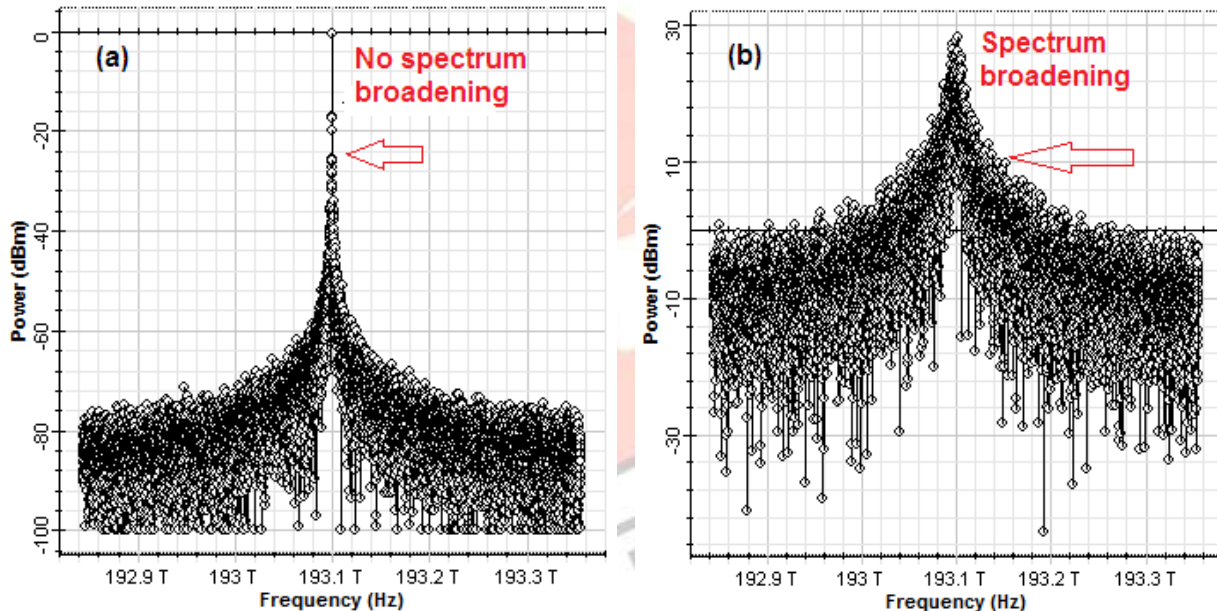 (a)
No spectrum
broadening
0
-20
-40
-60
-80
-100
Power (dBm)
192.9 T 193 T 193.1 T 193.2 T 193.3 T
Frequency (Hz)
(b)
Spectrum
broadening
30
10
-10
-30
Power (dBm)
192.9 T 193 T 193.1 T 193.2 T 193.3 T
Frequency (Hz)